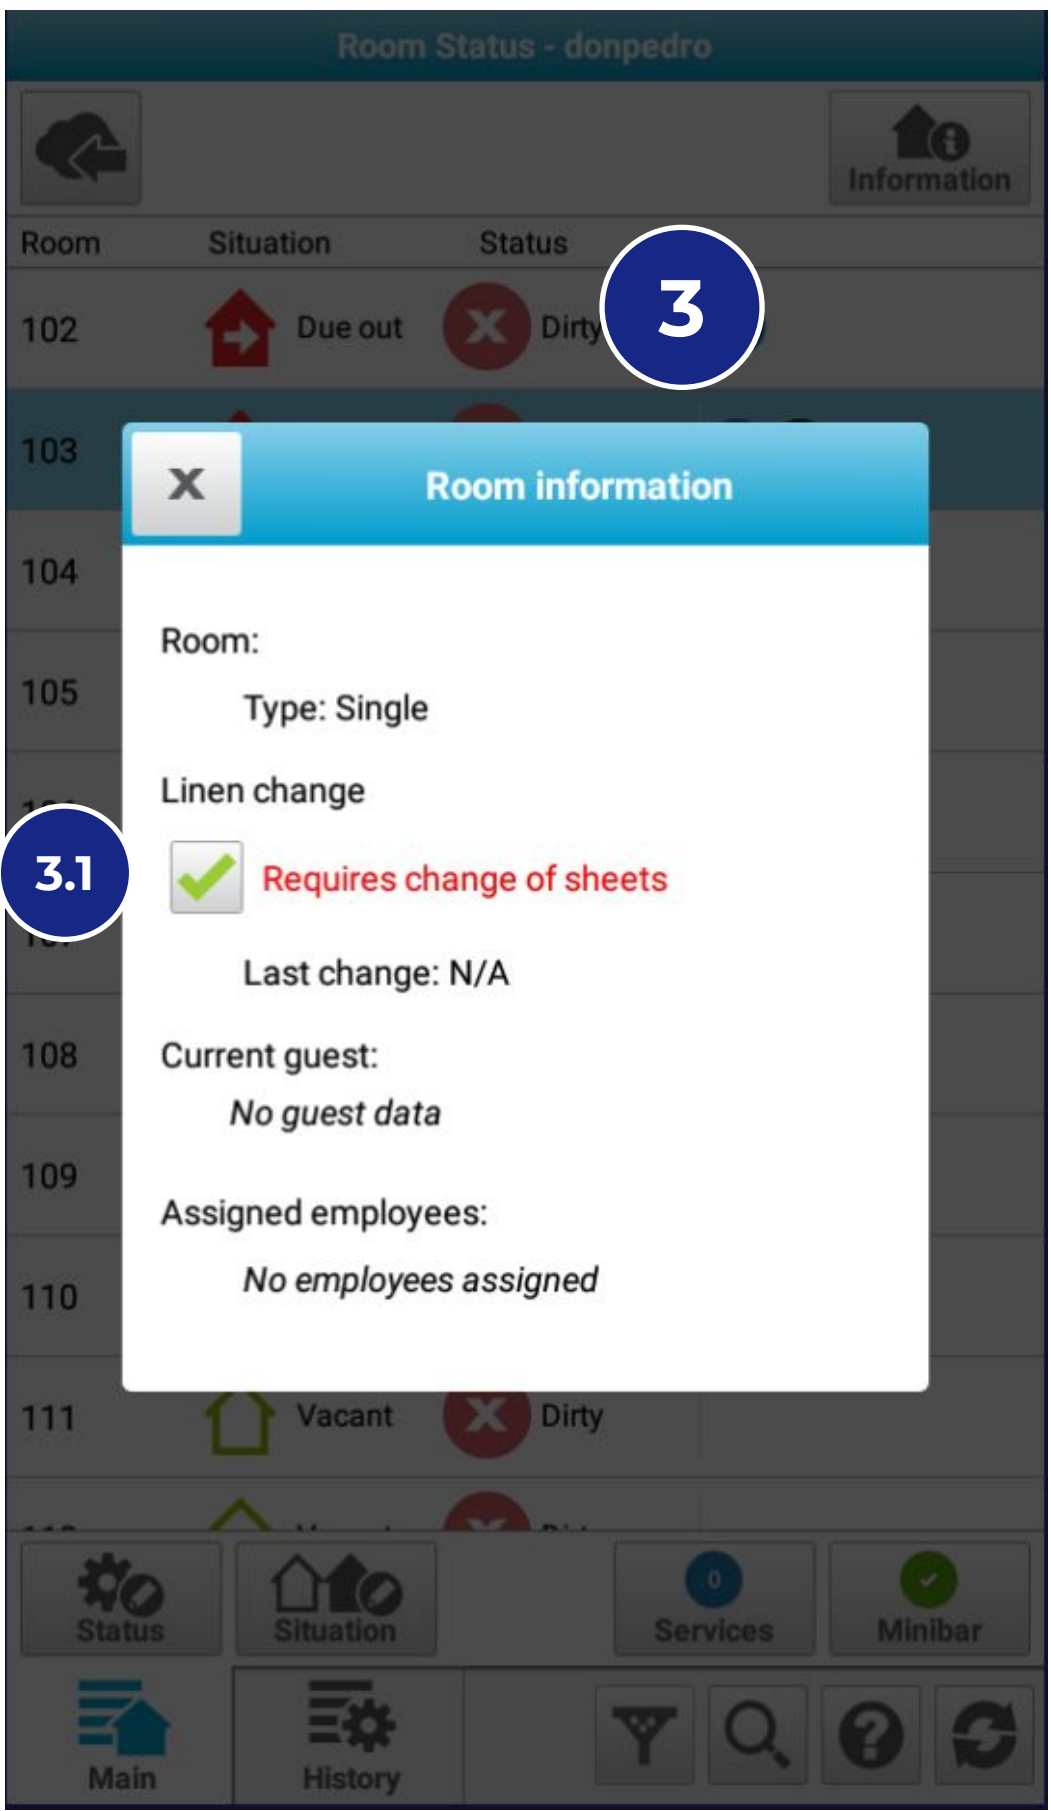 Room Status - donpedro
Information
Room Situation Status
102 Due out Dirty 3
103
x Room information
104
Room:
105 Type: Single
Linen change
3.1 Requires change of sheets
Last change: N/A
108 Current guest:
No guest data
109
Assigned employees:
No employees assigned
110
111 Vacant Dirty
0
Status Situation Services Minibar
Main History ?